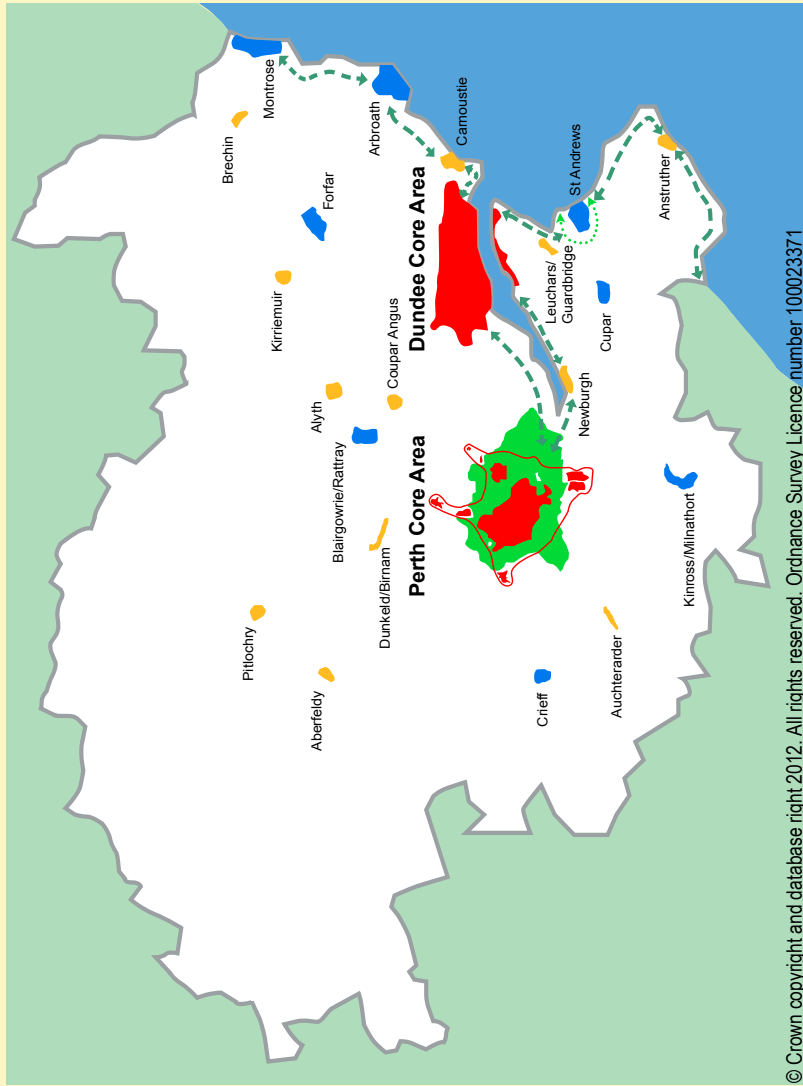 Montrose
Brechin
Arbroath
Camoustie
Forfar
Kirriemuir
Dundee Core Area
St Andrews
Anstruther
Leuchars/
Guardbridge
Cupar
Alyth
Coupar Angus
Blairgowrie/Rattray
Newburgh
Perth Core Area
Dunkeld/Birnam
Kinross/Milnathort
Pitlochry
Aberfeldy
Crieff
Auchterarder
© Crown copyright and database right 2012. All rights reserved. Ordnance Survey Licence number 100023371